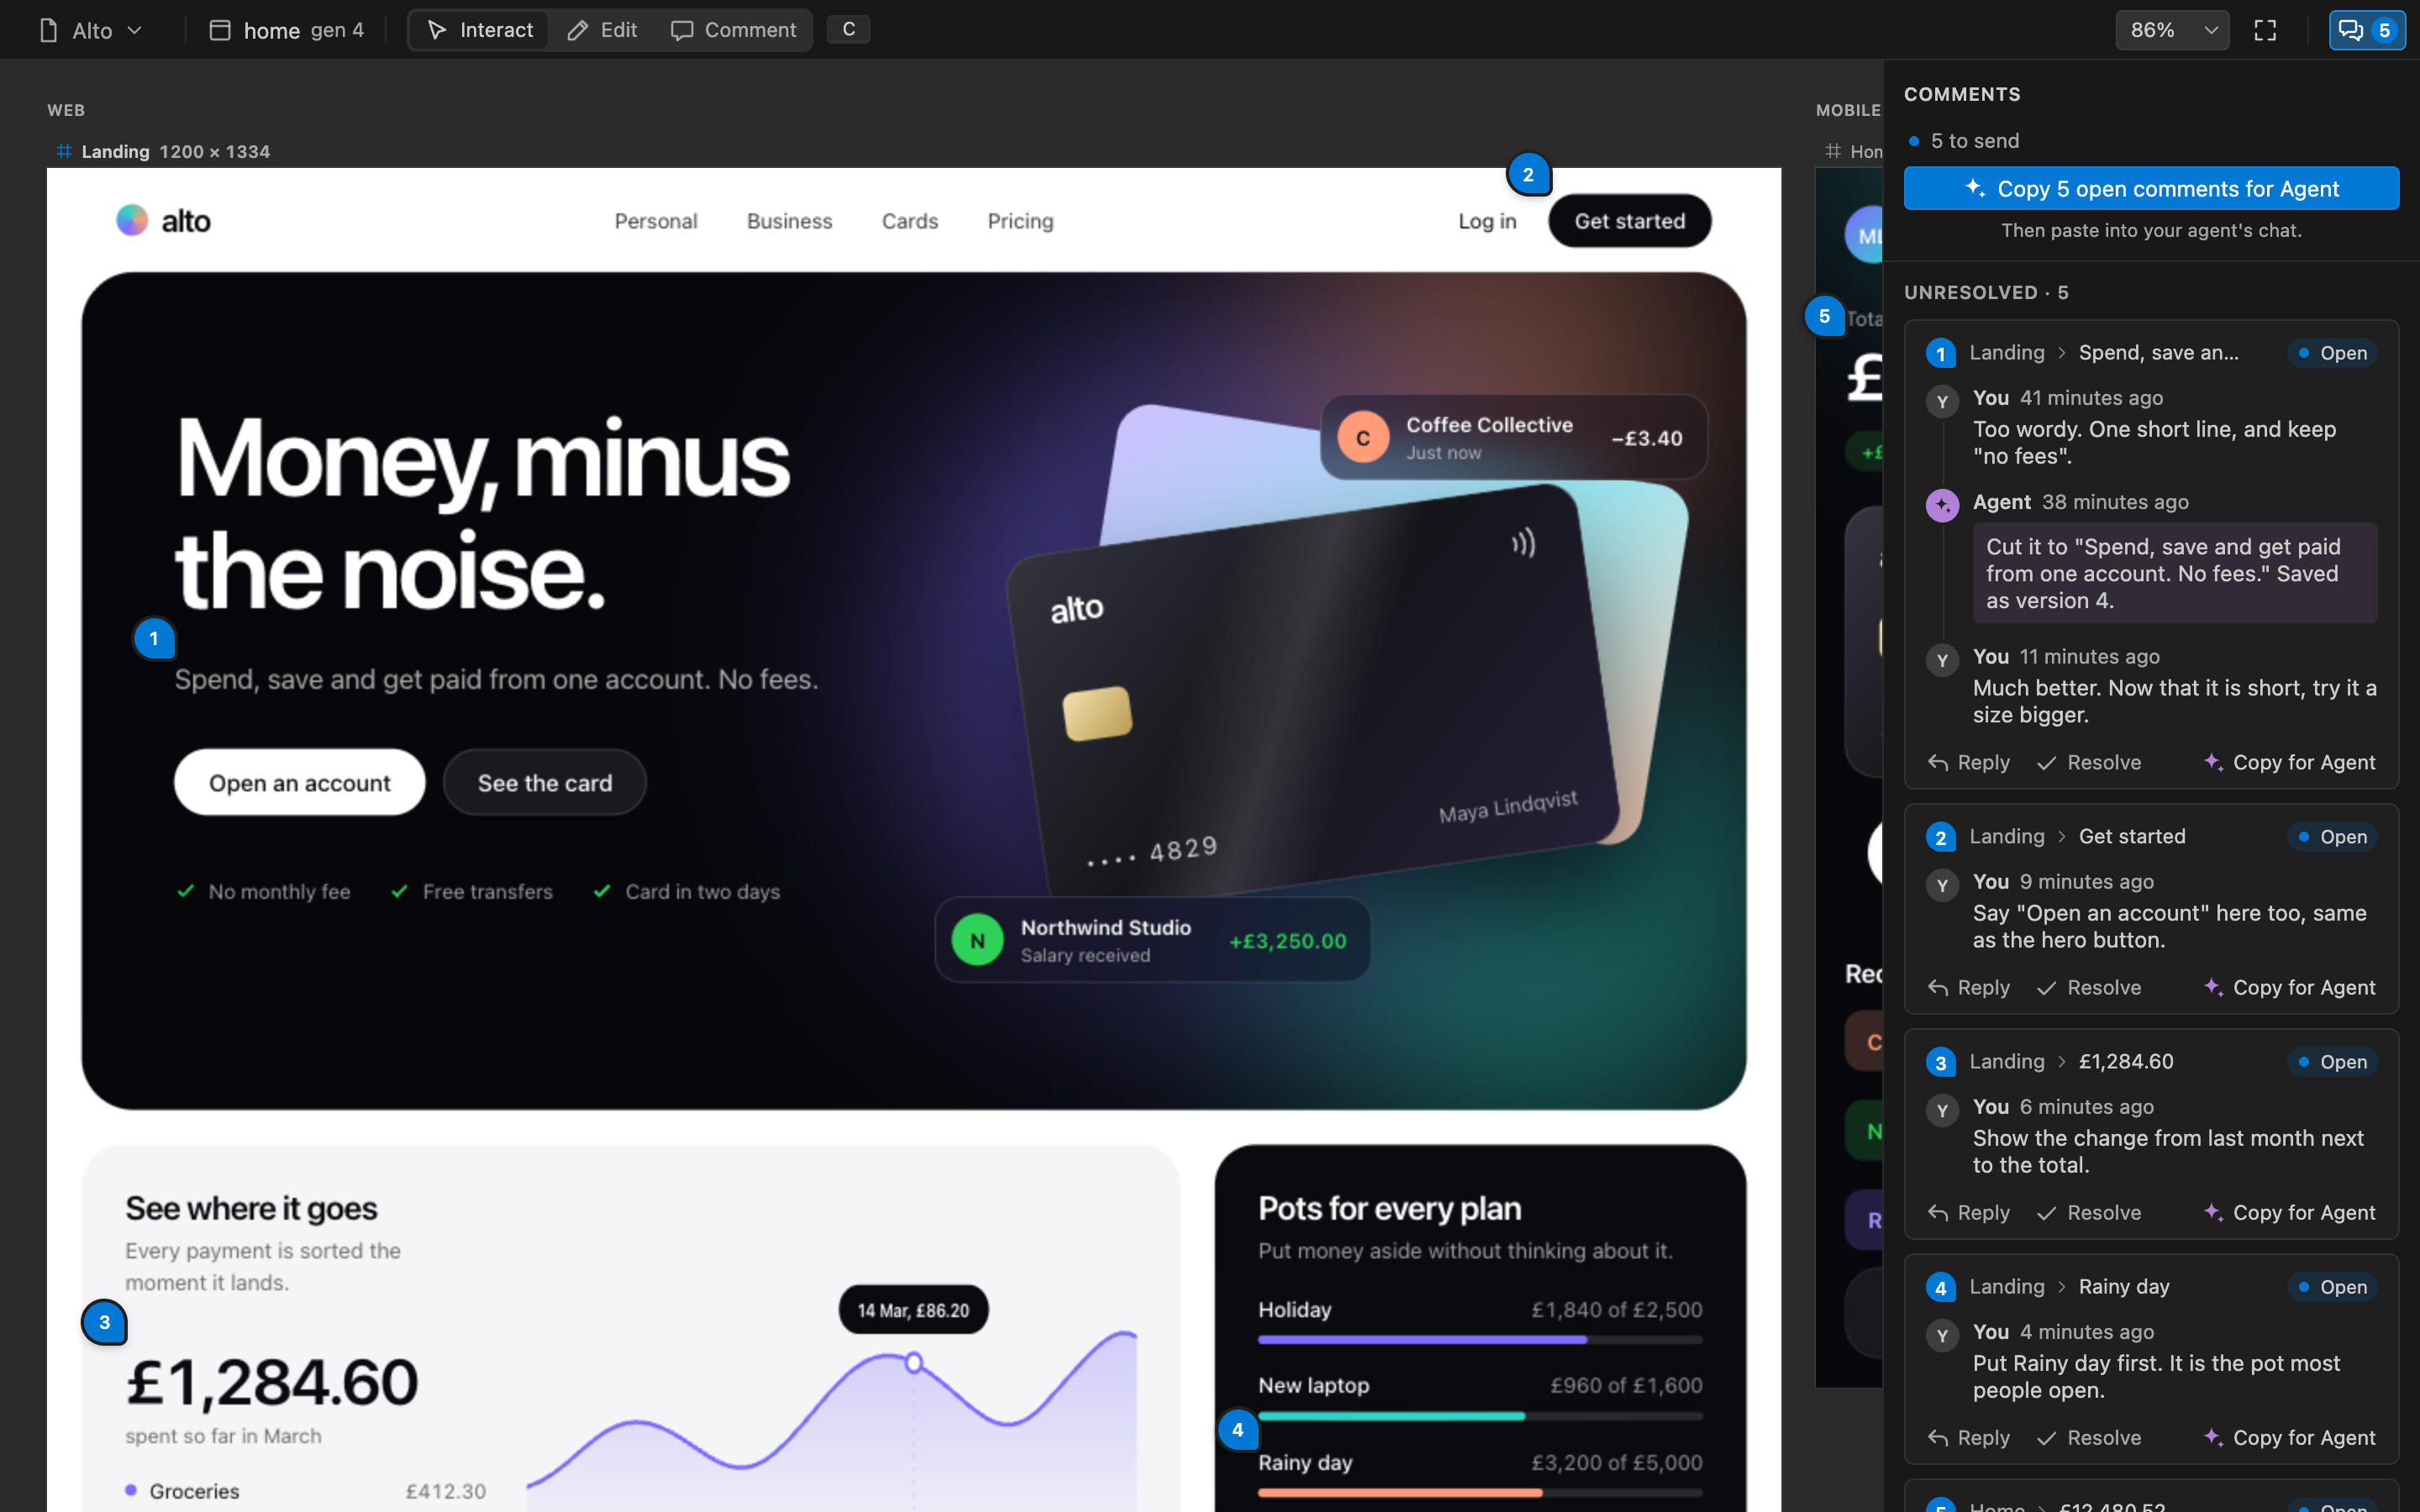 Alto
home gen 4
Interact
Edit
Comment
C
86%
5
WEB
Landing 1200 × 1334
2
alto
Personal
Business
Cards
Pricing
Log in
Get started
Money, minus
the noise.
1
Spend, save and get paid from one account. No fees.
Open an account
See the card
No monthly fee
Free transfers
Card in two days
C
Coffee Collective
Just now
−£3.40
alto
Maya Lindqvist
•••• 4829
N
Northwind Studio
Salary received
+£3,250.00
See where it goes
Every payment is sorted the
moment it lands.
3
£1,284.60
spent so far in March
Groceries
£412.30
14 Mar, £86.20
Pots for every plan
Put money aside without thinking about it.
Holiday
£1,840 of £2,500
New laptop
£960 of £1,600
4
Rainy day
£3,200 of £5,000
MOBILE
5
£
C
N
R
COMMENTS
5 to send
Copy 5 open comments for Agent
Then paste into your agent's chat.
UNRESOLVED · 5
1
Landing > Spend, save an...
Open
Y
You 41 minutes ago
Too wordy. One short line, and keep
"no fees".
Agent 38 minutes ago
Cut it to "Spend, save and get paid
from one account. No fees." Saved
as version 4.
Y
You 11 minutes ago
Much better. Now that it is short, try it a
size bigger.
Reply
Resolve
Copy for Agent
2
Landing > Get started
Open
Y
You 9 minutes ago
Say "Open an account" here too, same
as the hero button.
Reply
Resolve
Copy for Agent
3
Landing > £1,284.60
Open
Y
You 6 minutes ago
Show the change from last month next
to the total.
Reply
Resolve
Copy for Agent
4
Landing > Rainy day
Open
Y
You 4 minutes ago
Put Rainy day first. It is the pot most
people open.
Reply
Resolve
Copy for Agent
5
Home > £12,480.52
Open